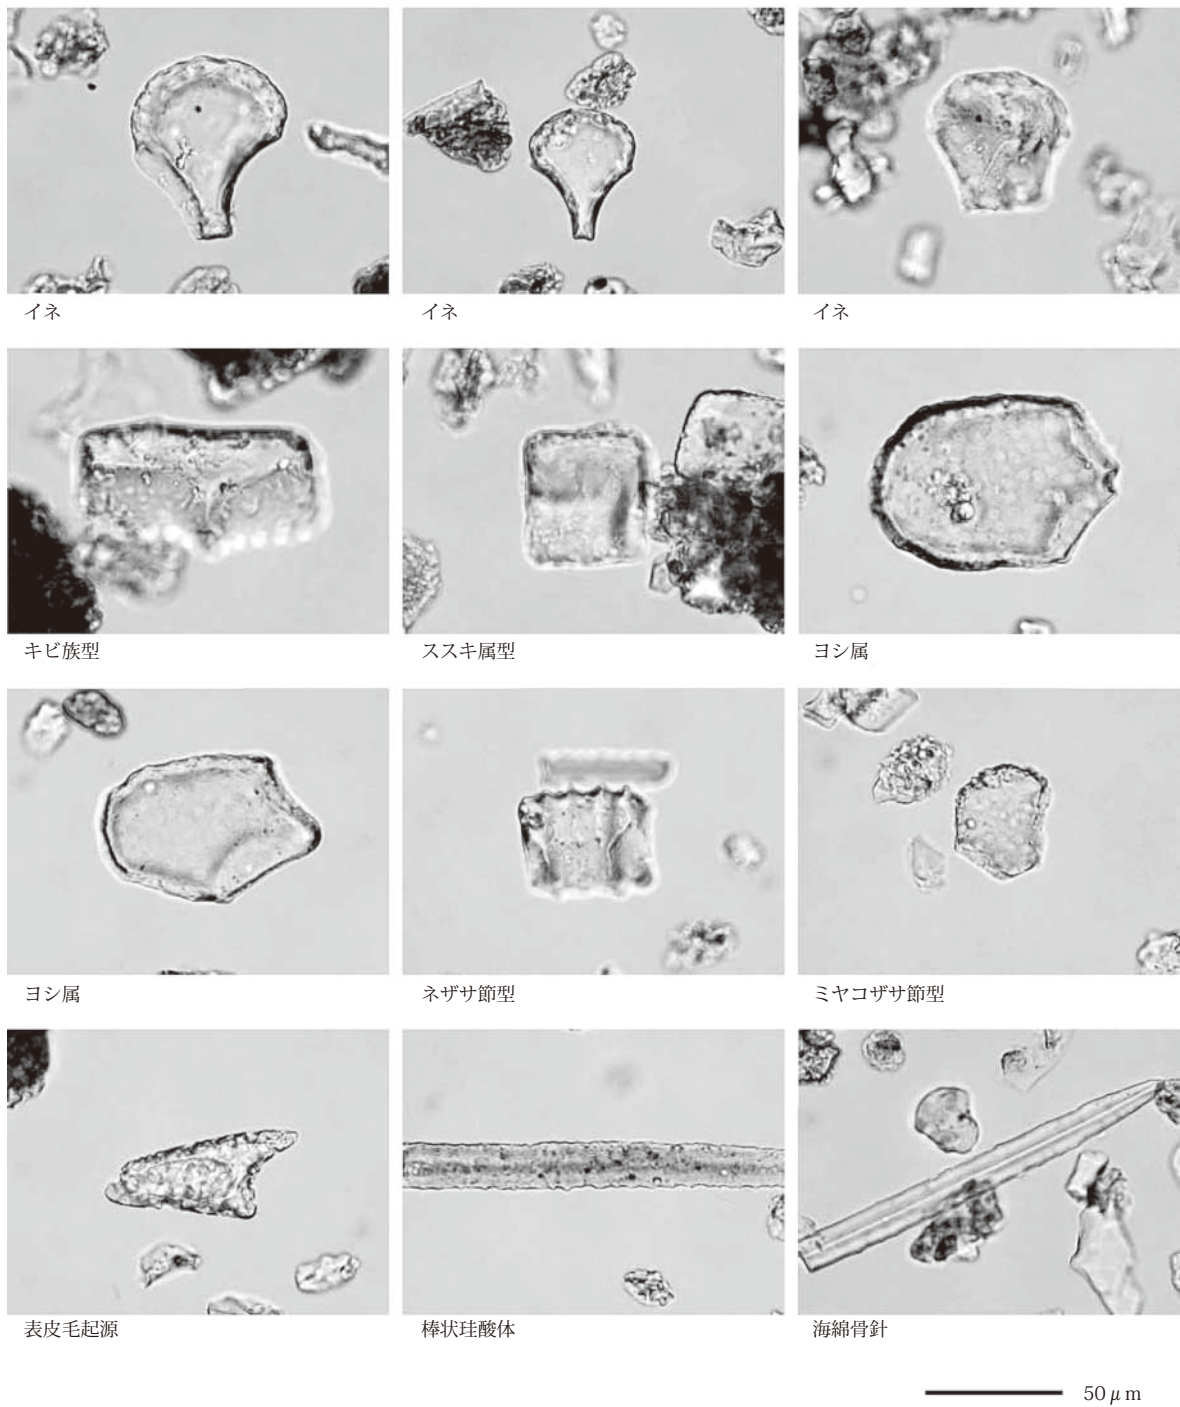 イネ
イネ
イネ
キビ族型
ススキ属型
ヨシ属
ヨシ属
ネザサ節型
ミヤコザサ節型
表皮毛起源
棒状珪酸体
海綿骨針
50μm